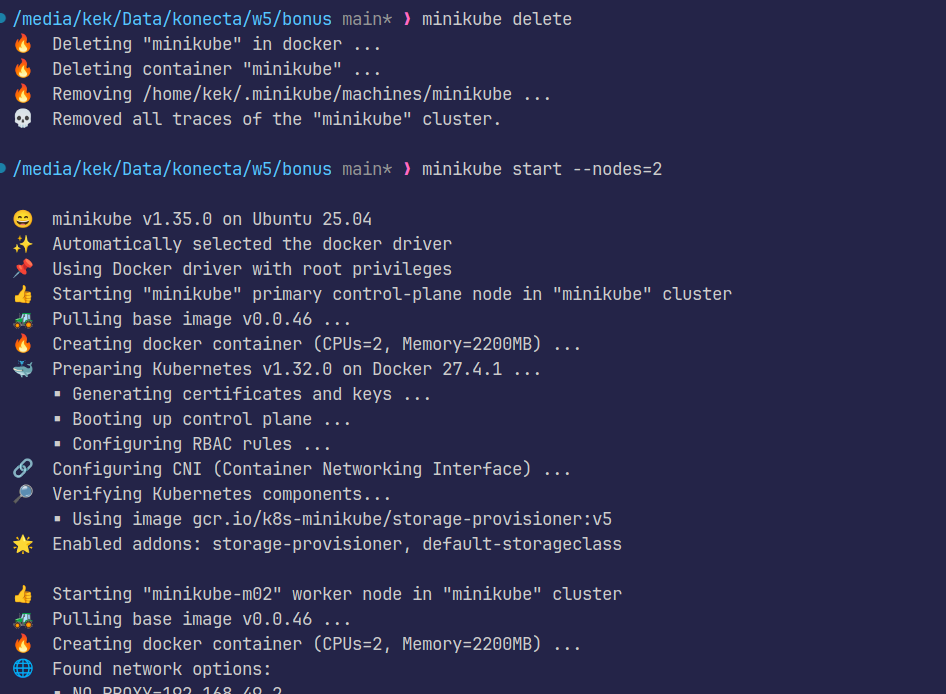 /media/kek/Data/konecta/w5/bonus main* ❯ minikube delete
🔥 Deleting "minikube" in docker ...
🔥 Deleting container "minikube" ...
🔥 Removing /home/kek/.minikube/machines/minikube ...
💀 Removed all traces of the "minikube" cluster.
/media/kek/Data/konecta/w5/bonus main* ❯ minikube start --nodes=2
😄 minikube v1.35.0 on Ubuntu 25.04
✨ Automatically selected the docker driver
📌 Using Docker driver with root privileges
👍 Starting "minikube" primary control-plane node in "minikube" cluster
🚜 Pulling base image v0.0.46 ...
🔥 Creating docker container (CPUs=2, Memory=2200MB) ...
🐳 Preparing Kubernetes v1.32.0 on Docker 27.4.1 ...
▪ Generating certificates and keys ...
▪ Booting up control plane ...
▪ Configuring RBAC rules ...
🔗 Configuring CNI (Container Networking Interface) ...
🔎 Verifying Kubernetes components...
▪ Using image gcr.io/k8s-minikube/storage-provisioner:v5
🌟 Enabled addons: storage-provisioner, default-storageclass
👍 Starting "minikube-m02" worker node in "minikube" cluster
🚜 Pulling base image v0.0.46 ...
🔥 Creating docker container (CPUs=2, Memory=2200MB) ...
🌐 Found network options:
▪ NO_PROXY=192.168.49.2